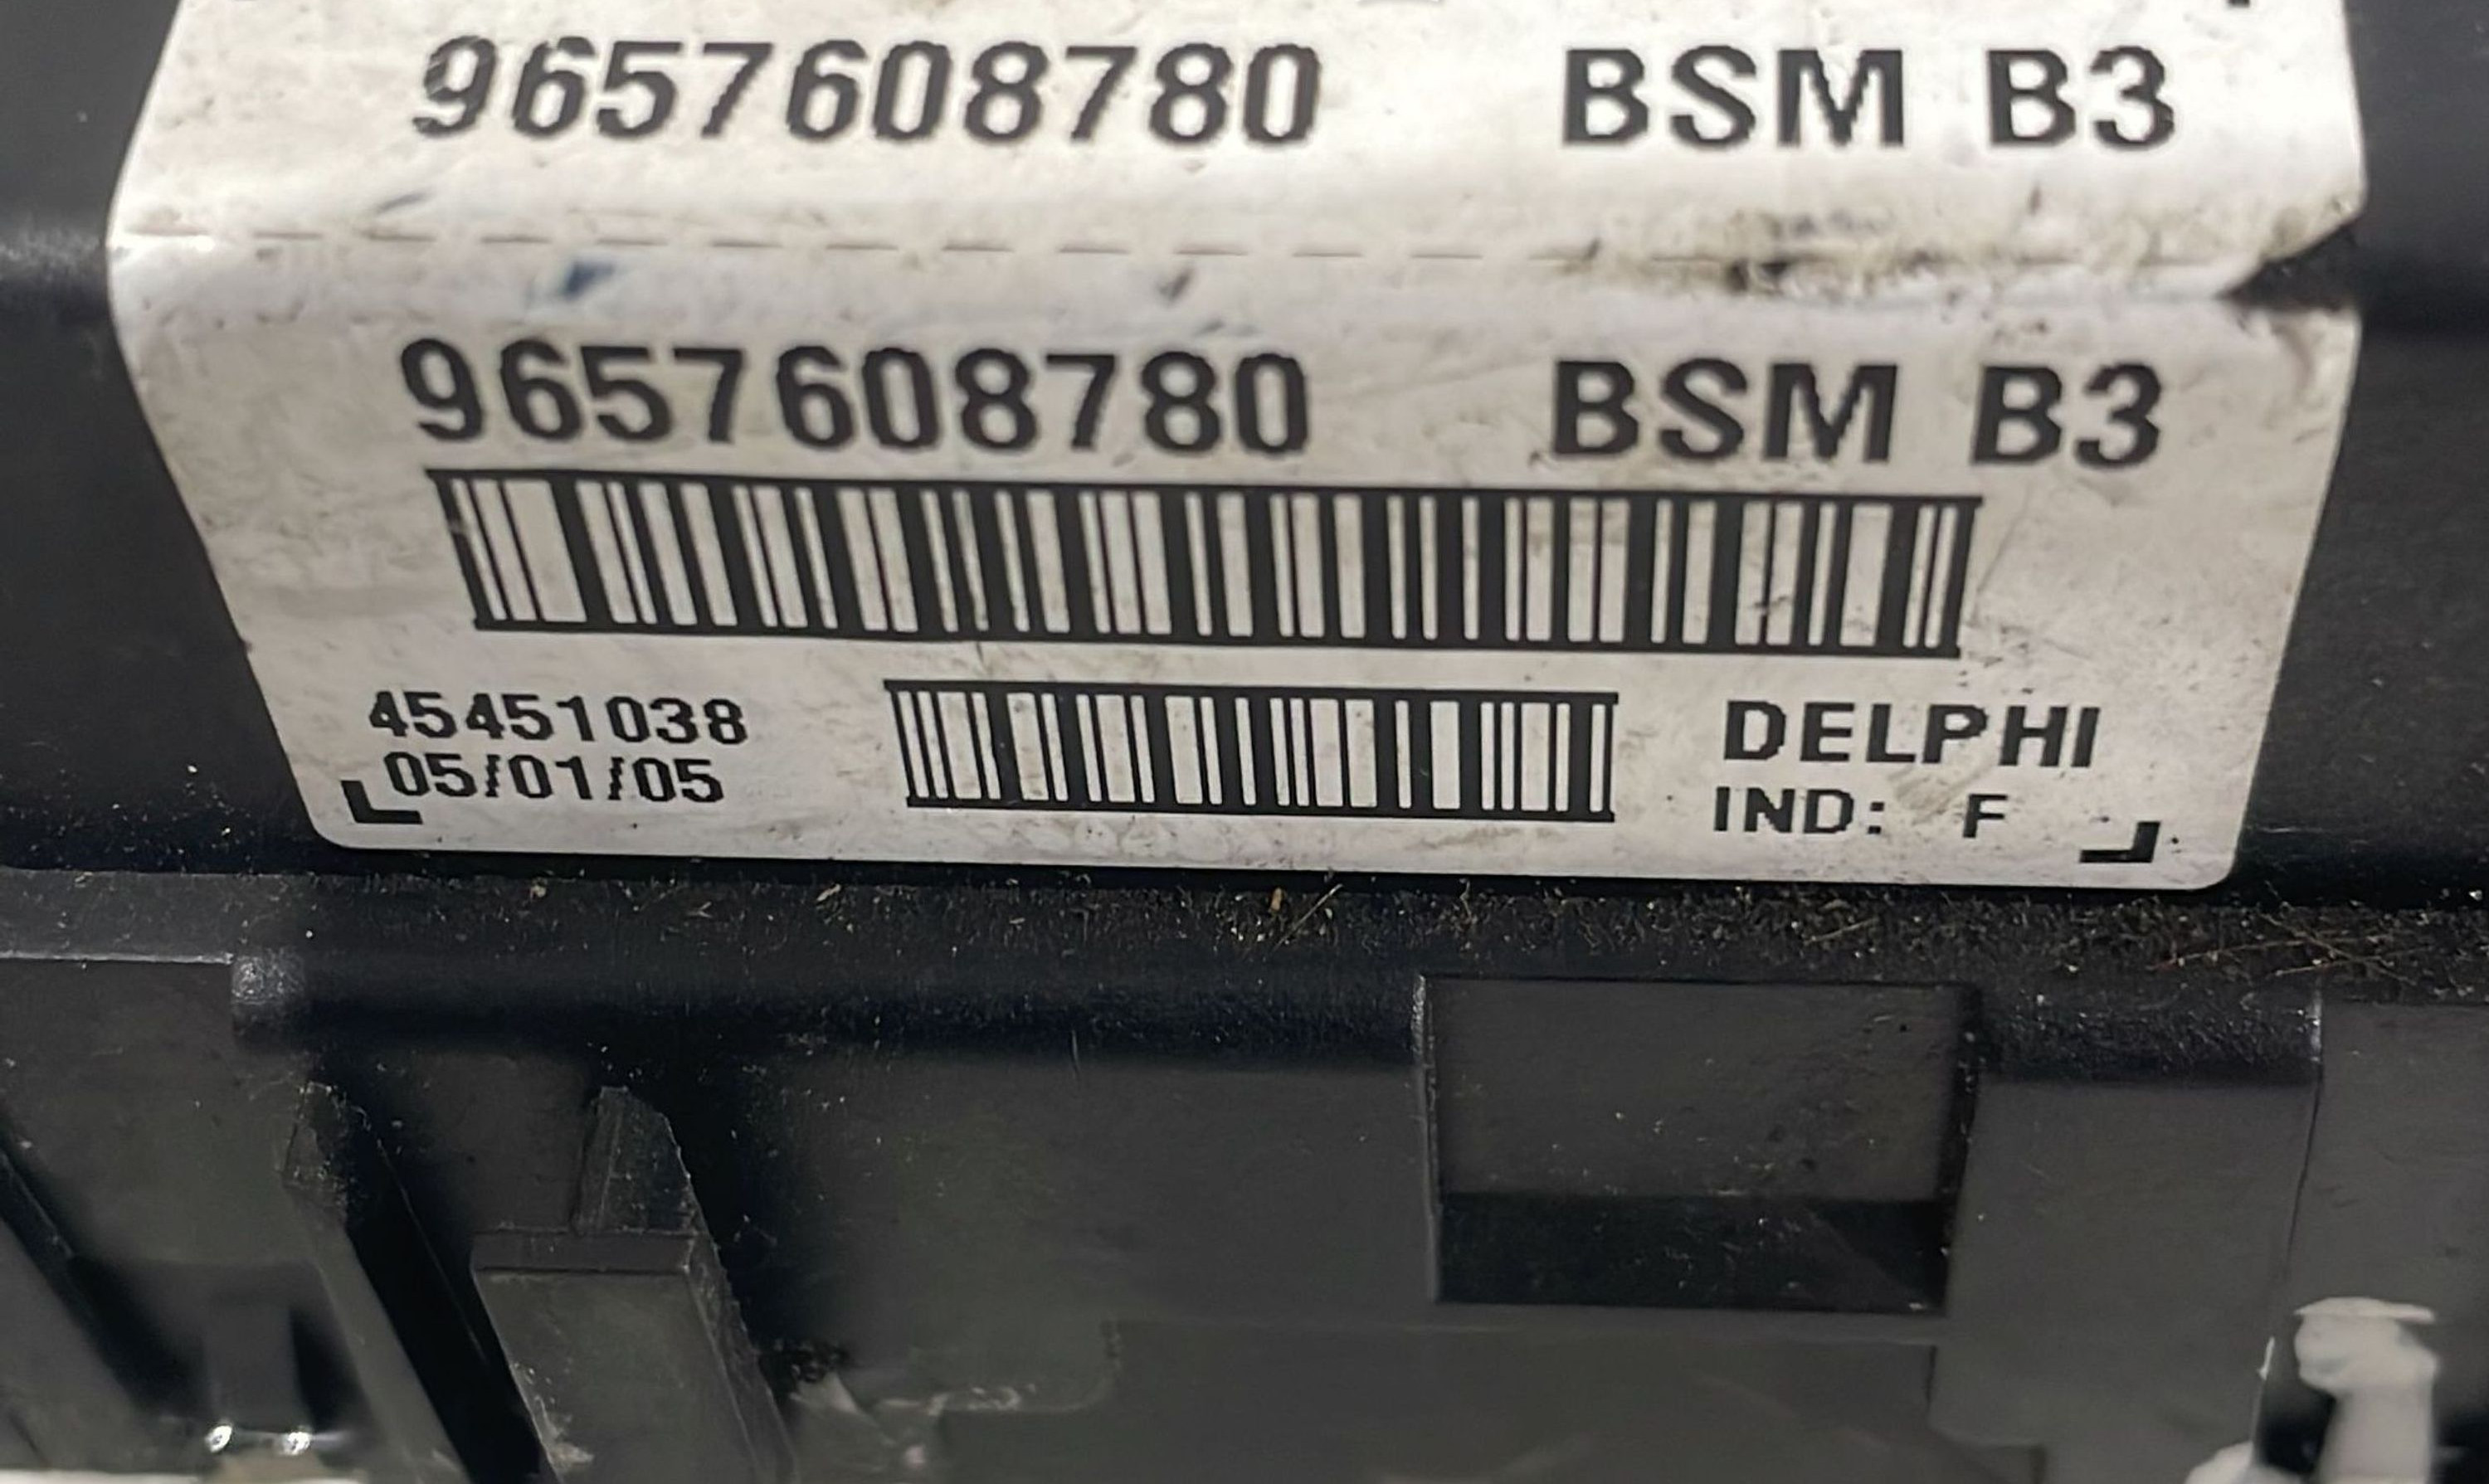 9657608780 BSM B3
9657608780 BSM B3
45451038
05/01/05
DELPHI
IND: F